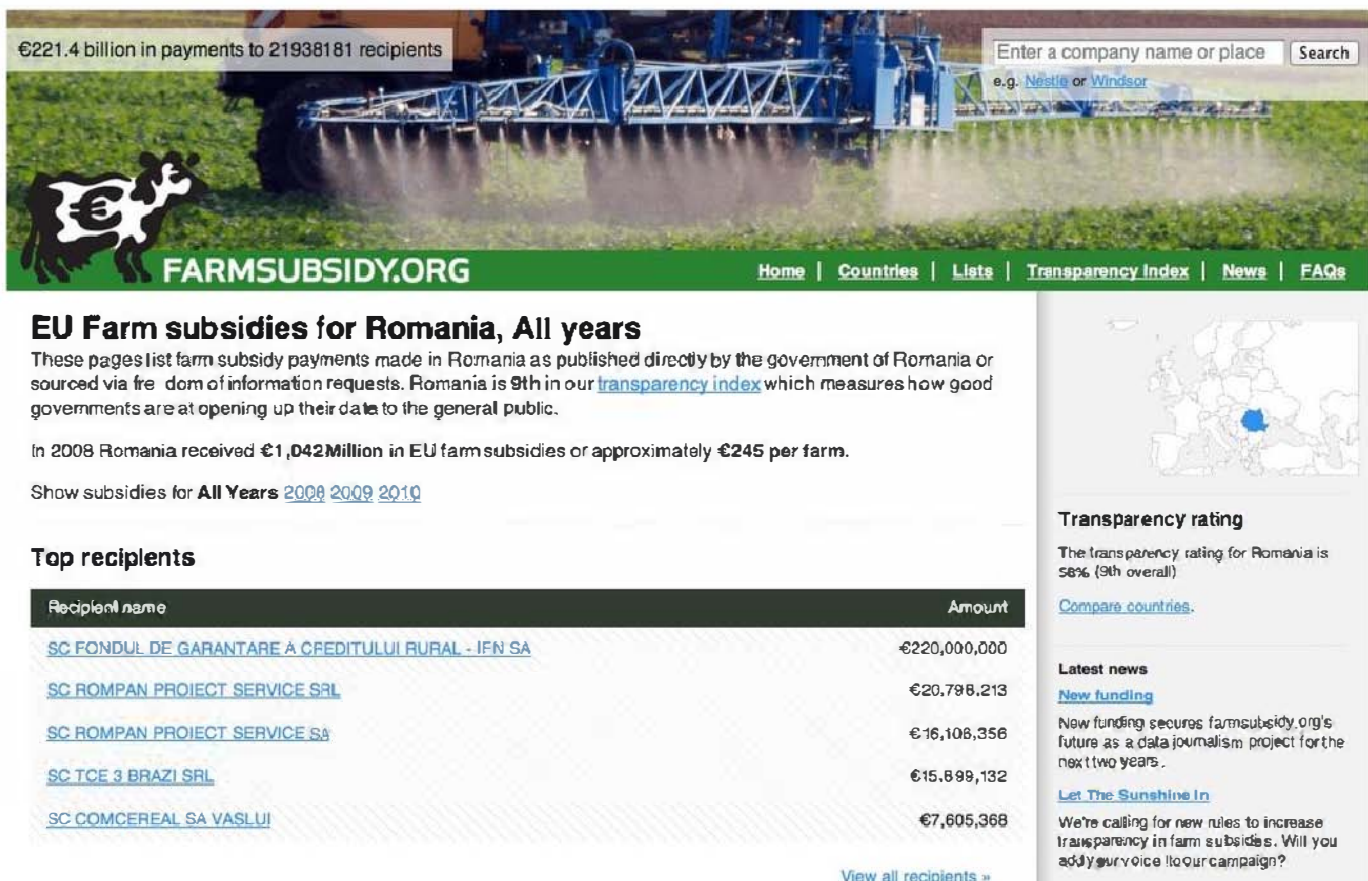 €221.4 billion in payments to 21938181 recipients
Enter a company name or place Search
e.g. Nestle or Windsor
€
FARMSUBSIDY.ORG
Home | Countries | Lists | Transparency Index | News | FAQs
EU Farm subsidies for Romania, All years
These pages list farm subsidy payments made in Romania as published directly by the government of Romania or
sourced via fre dom of information requests. Romania is 9th in our transparency index which measures how good
governments are at opening up their data to the general public.
In 2008 Romania received €1,042Million in EU farm subsidies or approximately €245 per farm.
Show subsidies for All Years 2008 2009 2010
Top recipients
Recipient name Amount
SC FONDUL DE GARANTARE A CREDITULUI RURAL - IFN SA €220,000,000
SC ROMPAN PROIECT SERVICE SRL €20,798,213
SC ROMPAN PROIECT SERVICE SA €16,106,356
SC TCE 3 BRAZI SRL €15,699,132
SC COMCEREAL SA VASLUI €7,605,368
View all recipients »
Transparency rating
The transparency rating for Romania is
58% (9th overall)
Compare countries.
Latest news
New funding
New funding secures farmsubsidy.org's
future as a data journalism project for the
next two years.
Let The Sunshine In
We're calling for new rules to increase
transparency in farm subsidies. Will you
add your voice to our campaign?